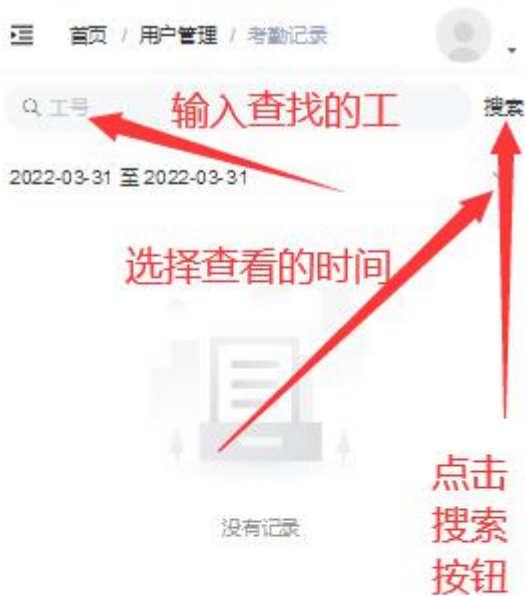 首页 / 用户管理 / 考勤记录
工号
输入查找的工
搜索
2022-03-31 至 2022-03-31
选择查看的时间
没有记录
点击
搜索
按钮